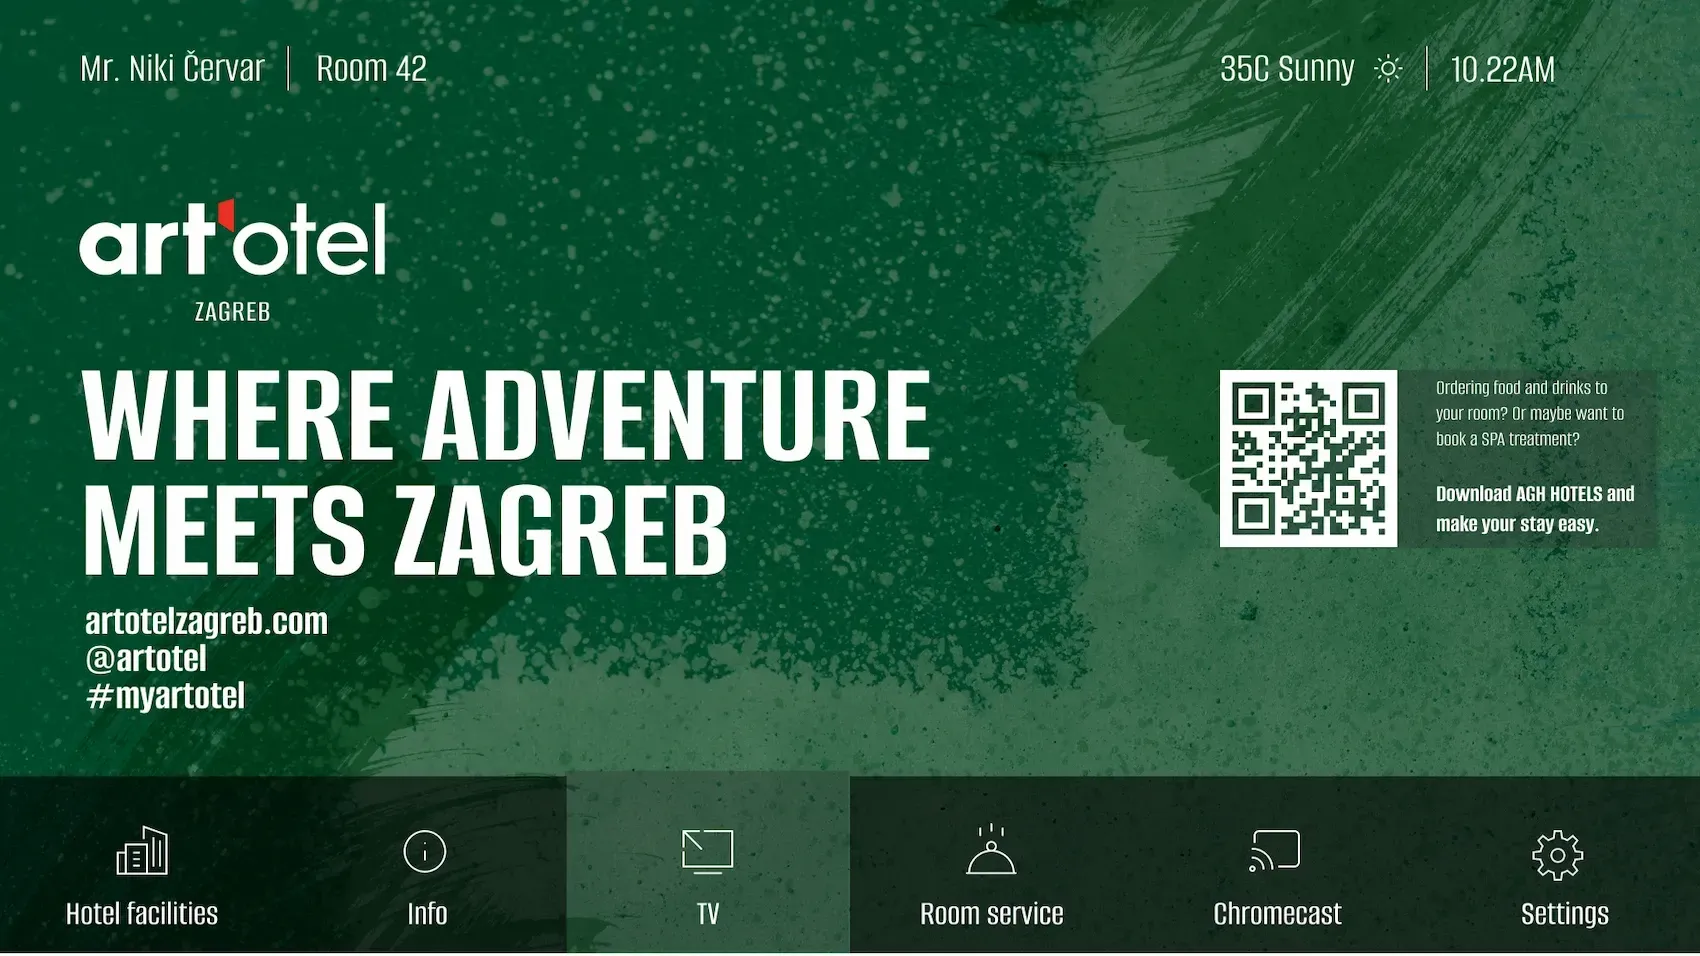 Mr. Niki Červar | Room 42
35C Sunny | 10.22AM
art'otel
ZAGREB
WHERE ADVENTURE
MEETS ZAGREB
artotelzagreb.com
@artotel
#myartotel
Ordering food and drinks to
your room? Or maybe want to
book a SPA treatment?
Download AGH HOTELS and
make your stay easy.
Hotel facilities
Info
TV
Room service
Chromecast
Settings